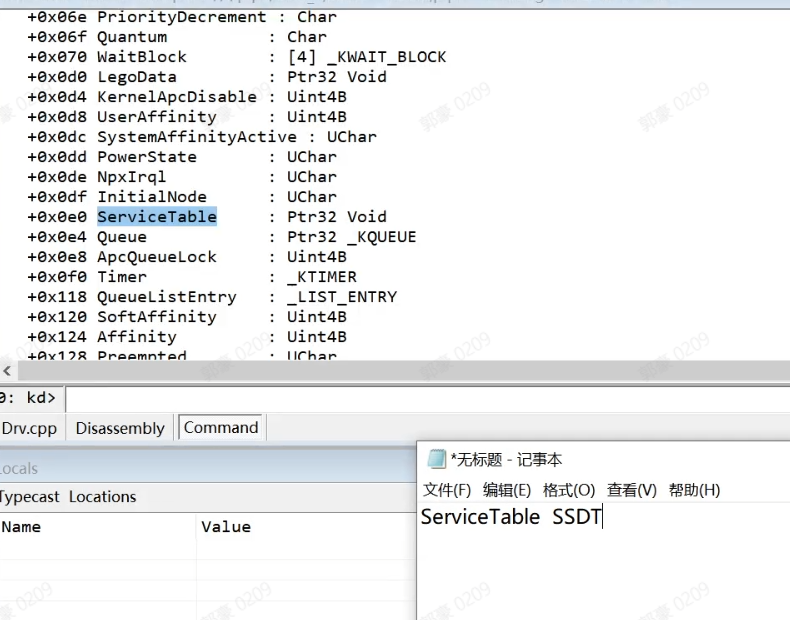 +0x06e PriorityDecrement : Char
+0x06f Quantum : Char
+0x070 WaitBlock : [4] _KWAIT_BLOCK
+0x0d0 LegoData : Ptr32 Void
+0x0d4 KernelApcDisable : Uint4B
+0x0d8 UserAffinity : Uint4B
+0x0dc SystemAffinityActive : UChar
+0x0dd PowerState : UChar
+0x0de NpxIrql : UChar
+0x0df InitialNode : UChar
+0x0e0 ServiceTable : Ptr32 Void
+0x0e4 Queue : Ptr32 _KQUEUE
+0x0e8 ApcQueueLock : Uint4B
+0x0f0 Timer : _KTIMER
+0x118 QueueListEntry : _LIST_ENTRY
+0x120 SoftAffinity : Uint4B
+0x124 Affinity : Uint4B
+0x128 Preempted : UChar
0: kd>
Drv.cpp Disassembly Command
Locals
Typecast Locations
Name Value
*无标题 - 记事本
文件(F) 编辑(E) 格式(O) 查看(V) 帮助(H)
ServiceTable SSDT
郭豪 0209
郭豪 0209